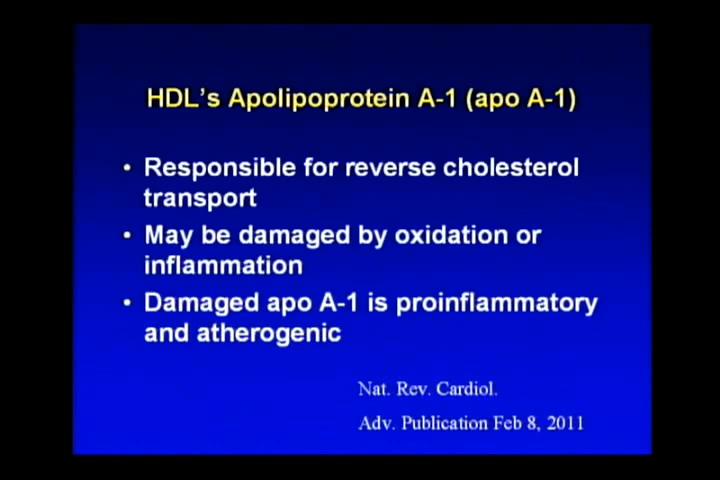 HDL's Apolipoprotein A-1 (apo A-1)
• Responsible for reverse cholesterol
transport
• May be damaged by oxidation or
inflammation
• Damaged apo A-1 is proinflammatory
and atherogenic
Nat. Rev. Cardiol.
Adv. Publication Feb 8, 2011